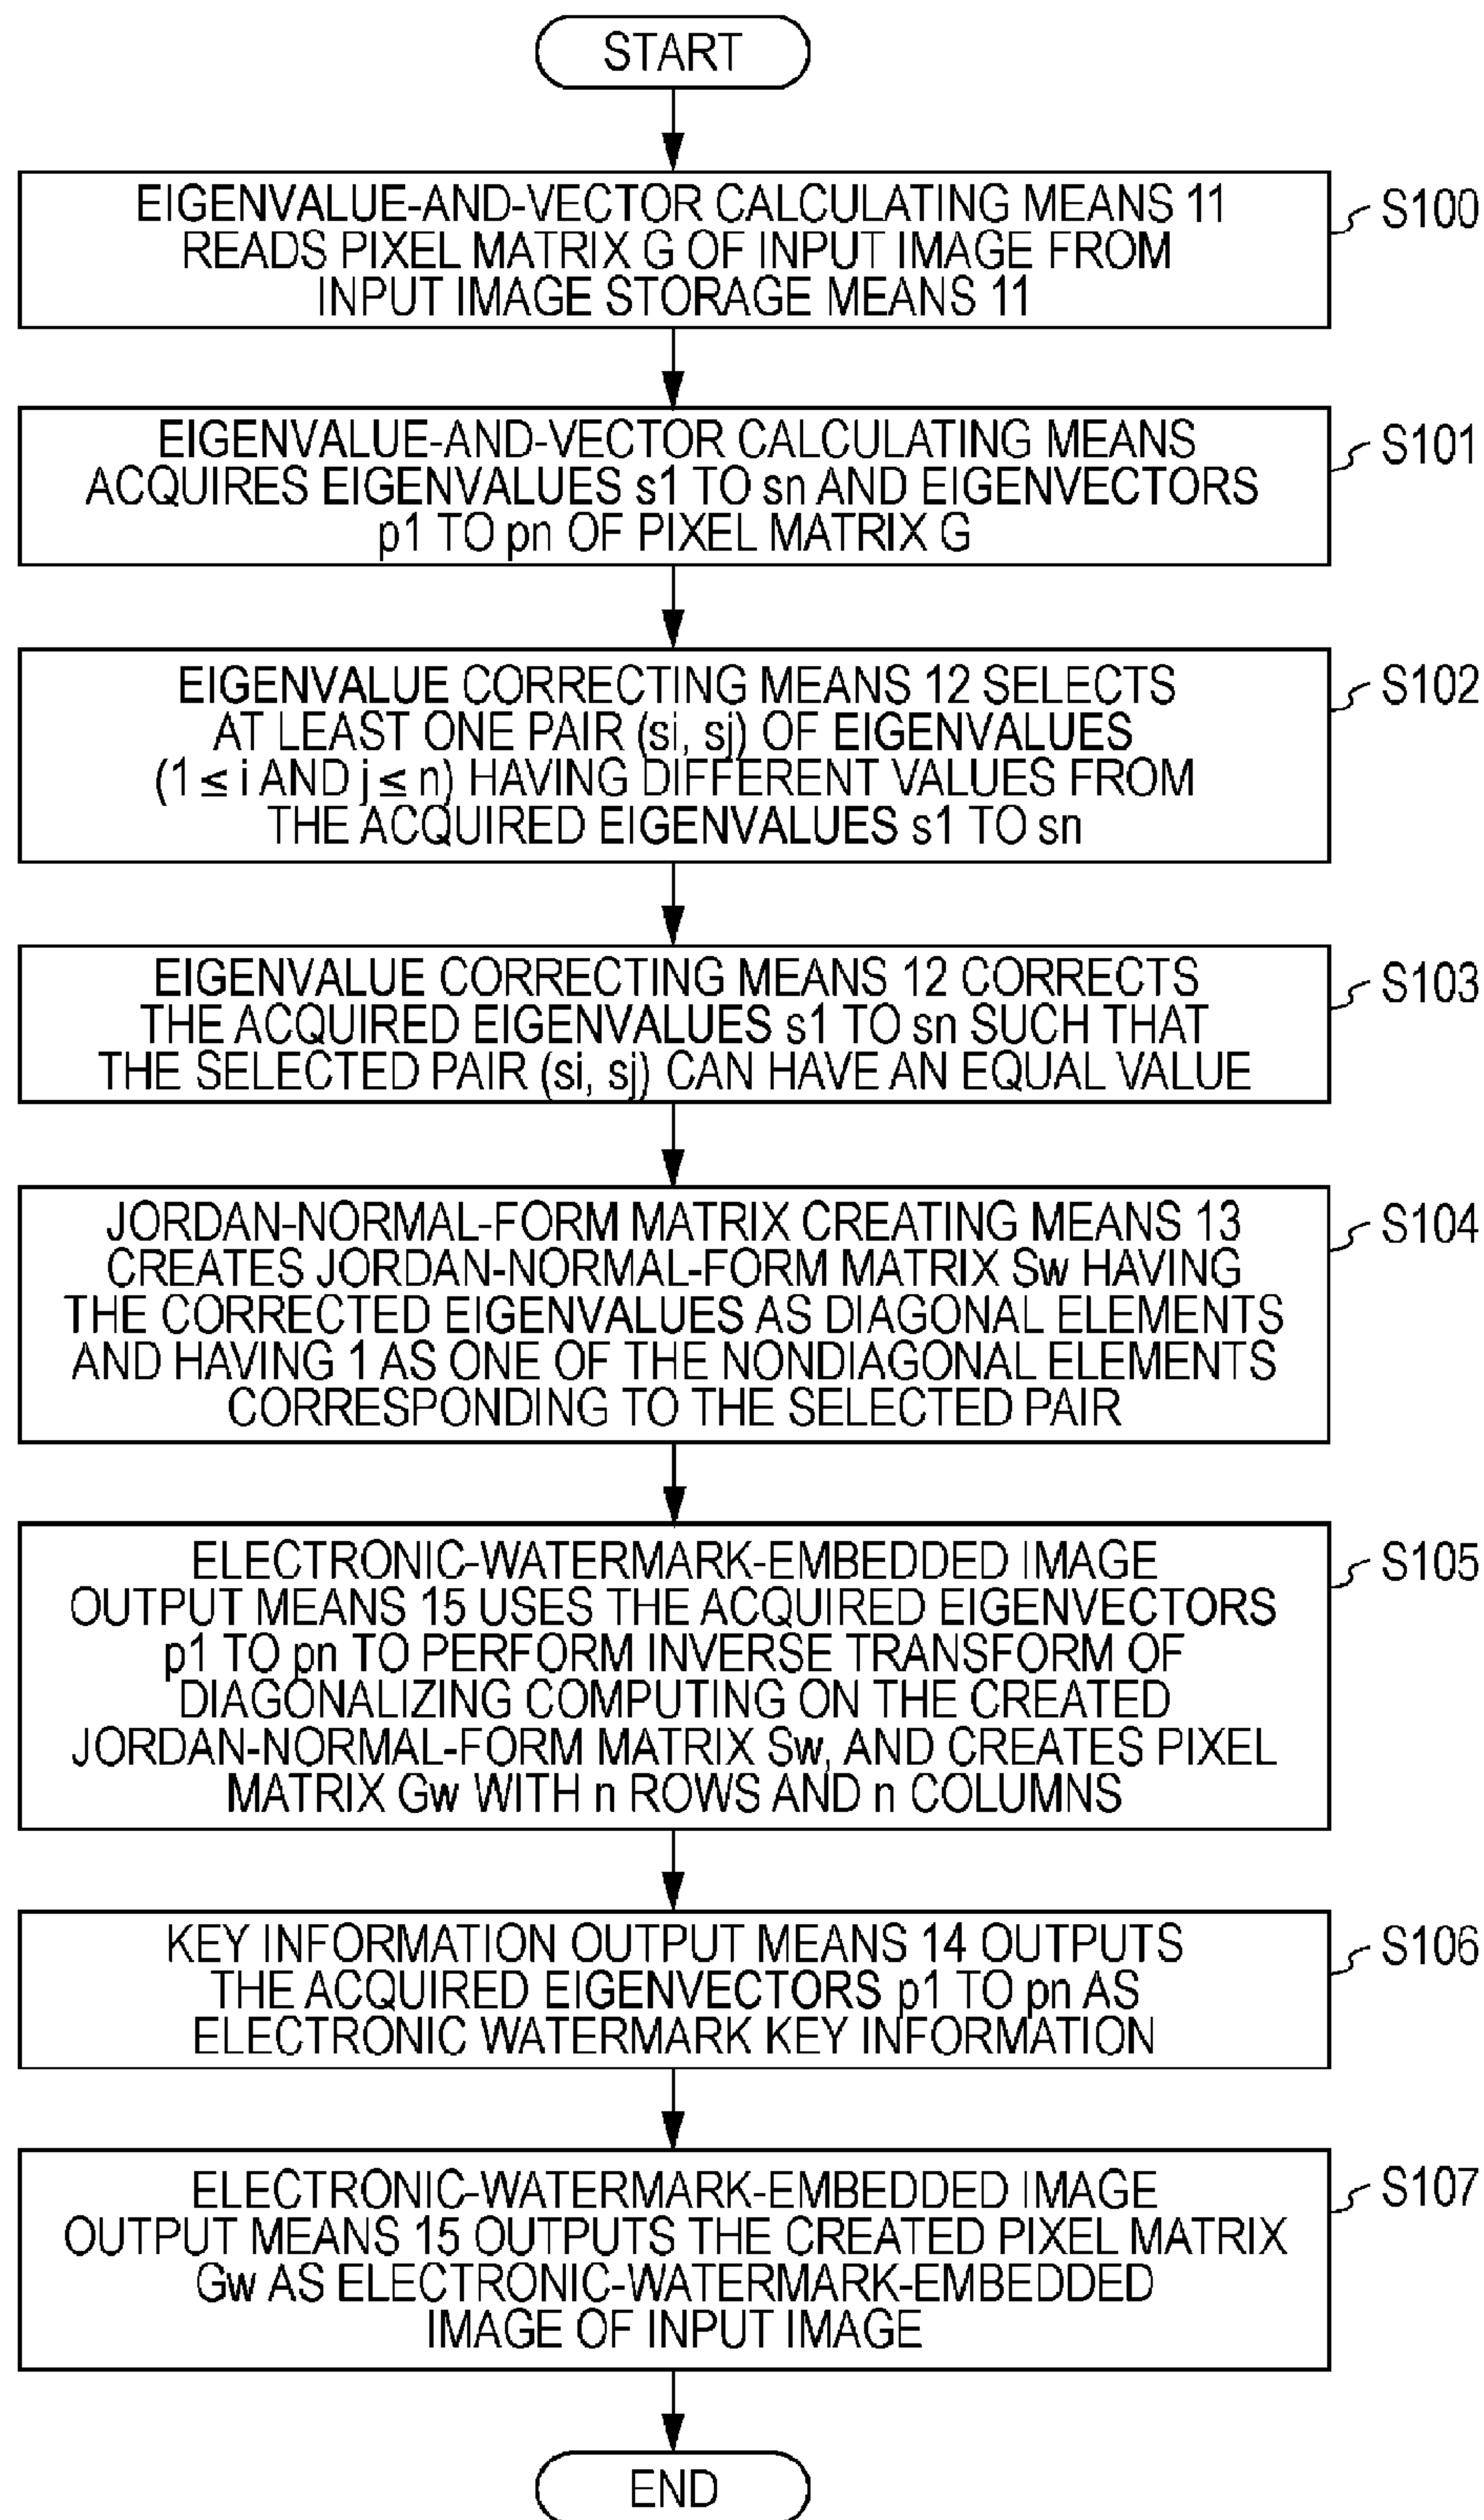 START
EIGENVALUE-AND-VECTOR CALCULATING MEANS 11
READS PIXEL MATRIX G OF INPUT IMAGE FROM
INPUT IMAGE STORAGE MEANS 11
S100
EIGENVALUE-AND-VECTOR CALCULATING MEANS
ACQUIRES EIGENVALUES s1 TO sn AND EIGENVECTORS
p1 TO pn OF PIXEL MATRIX G
S101
EIGENVALUE CORRECTING MEANS 12 SELECTS
AT LEAST ONE PAIR (si, sj) OF EIGENVALUES
(1 ≤ i AND j ≤ n) HAVING DIFFERENT VALUES FROM
THE ACQUIRED EIGENVALUES s1 TO sn
S102
EIGENVALUE CORRECTING MEANS 12 CORRECTS
THE ACQUIRED EIGENVALUES s1 TO sn SUCH THAT
THE SELECTED PAIR (si, sj) CAN HAVE AN EQUAL VALUE
S103
JORDAN-NORMAL-FORM MATRIX CREATING MEANS 13
CREATES JORDAN-NORMAL-FORM MATRIX Sw HAVING
THE CORRECTED EIGENVALUES AS DIAGONAL ELEMENTS
AND HAVING 1 AS ONE OF THE NONDIAGONAL ELEMENTS
CORRESPONDING TO THE SELECTED PAIR
S104
ELECTRONIC-WATERMARK-EMBEDDED IMAGE
OUTPUT MEANS 15 USES THE ACQUIRED EIGENVECTORS
p1 TO pn TO PERFORM INVERSE TRANSFORM OF
DIAGONALIZING COMPUTING ON THE CREATED
JORDAN-NORMAL-FORM MATRIX Sw, AND CREATES PIXEL
MATRIX Gw WITH n ROWS AND n COLUMNS
S105
KEY INFORMATION OUTPUT MEANS 14 OUTPUTS
THE ACQUIRED EIGENVECTORS p1 TO pn AS
ELECTRONIC WATERMARK KEY INFORMATION
S106
ELECTRONIC-WATERMARK-EMBEDDED IMAGE
OUTPUT MEANS 15 OUTPUTS THE CREATED PIXEL MATRIX
Gw AS ELECTRONIC-WATERMARK-EMBEDDED
IMAGE OF INPUT IMAGE
S107
END